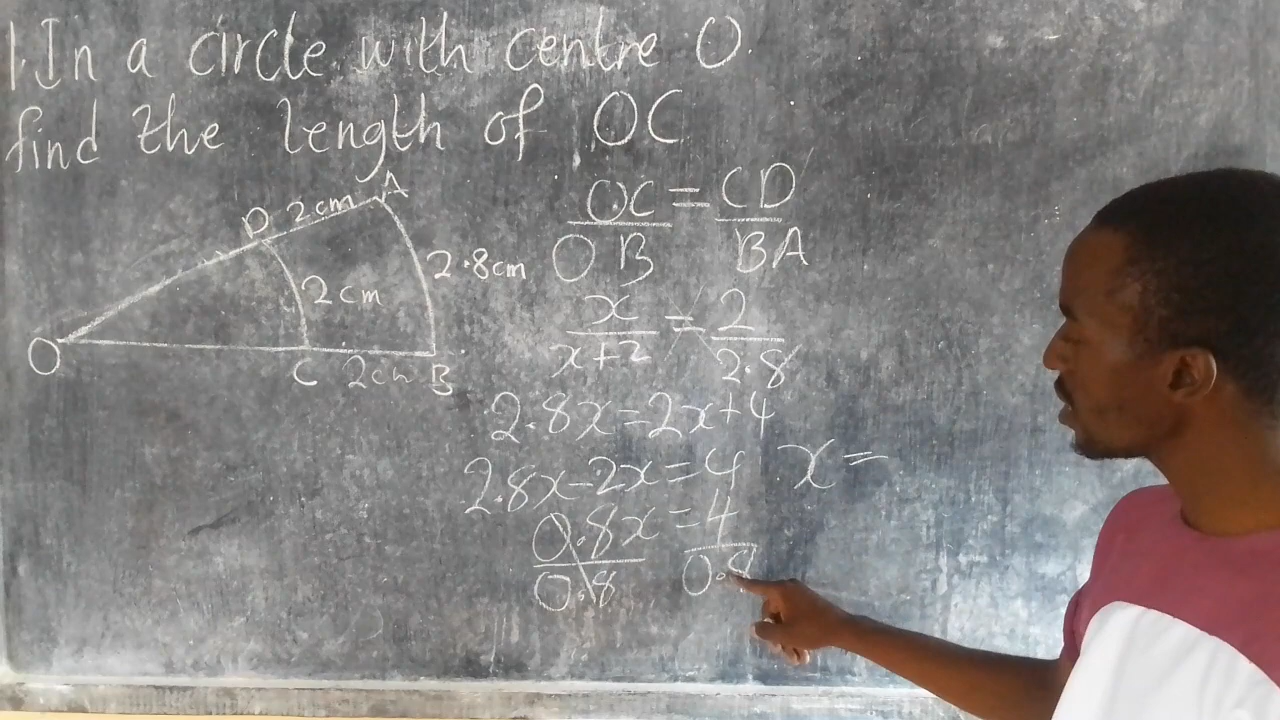 1. In a circle with centre O.
find the length of OC
A
D 2cm
2.8cm
2cm
O
C 2cm B
OC = CD
OB BA
x = 2
x+2 2.8
2.8x=2x+4
2.8x-2x=4 x=
0.8x=4
0.8 0.8